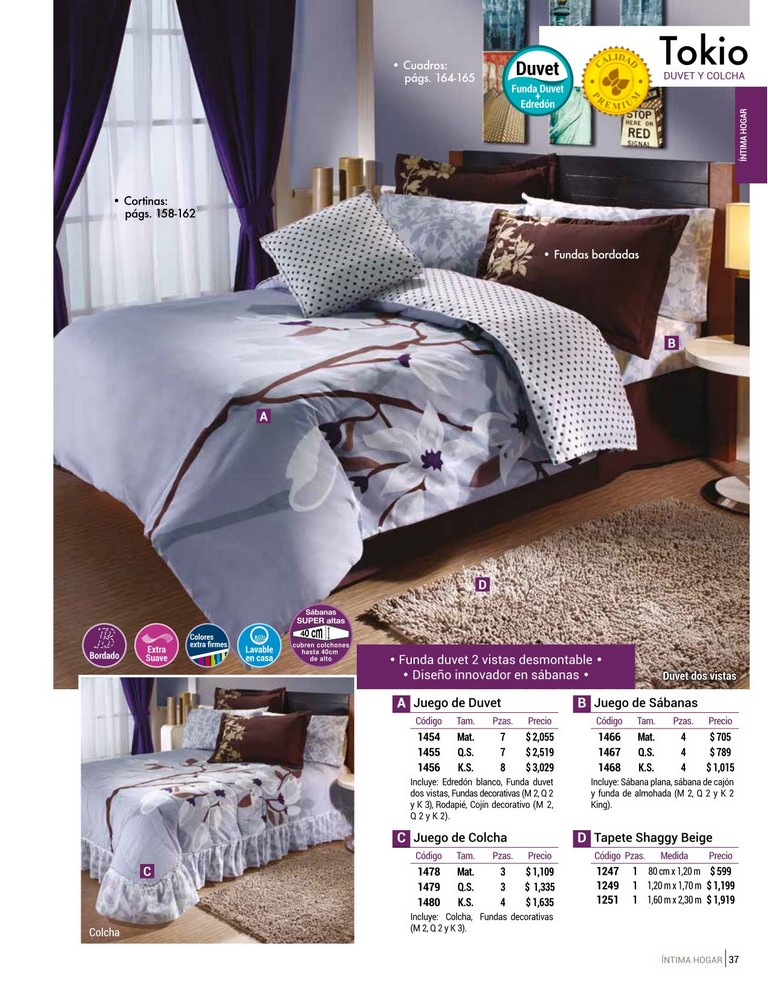 • Cuadros:
págs. 164-165
Duvet
Funda Duvet
+
Edredón
CALIDAD
PREMIUM
Tokio
DUVET Y COLCHA
ÍNTIMA HOGAR
STOP
HERE ON
RED
SIGNAL
• Cortinas:
págs. 158-162
• Fundas bordadas
B
A
D
Bordado
Extra
Suave
Colores
extra firmes
Lavable
en casa
Sábanas
SUPER altas
40 cm
cubren colchones
hasta 40cm
de alto
• Funda duvet 2 vistas desmontable •
• Diseño innovador en sábanas •
Duvet dos vistas
A Juego de Duvet
Código Tam. Pzas. Precio
1454 Mat. 7 $ 2,055
1455 Q.S. 7 $ 2,519
1456 K.S. 8 $ 3,029
Incluye: Edredón blanco, Funda duvet
dos vistas, Fundas decorativas (M 2, Q 2
y K 3), Rodapié, Cojín decorativo (M 2,
Q 2 y K 2).
B Juego de Sábanas
Código Tam. Pzas. Precio
1466 Mat. 4 $ 705
1467 Q.S. 4 $ 789
1468 K.S. 4 $ 1,015
Incluye: Sábana plana, sábana de cajón
y funda de almohada (M 2, Q 2 y K 2
King).
C Juego de Colcha
Código Tam. Pzas. Precio
1478 Mat. 3 $ 1,109
1479 Q.S. 3 $ 1,335
1480 K.S. 4 $ 1,635
Incluye: Colcha, Fundas decorativas
(M 2, Q 2 y K 3).
D Tapete Shaggy Beige
Código Pzas. Medida Precio
1247 1 80 cm x 1,20 m $ 599
1249 1 1,20 m x 1,70 m $ 1,199
1251 1 1,60 m x 2,30 m $ 1,919
C
Colcha
ÍNTIMA HOGAR 37